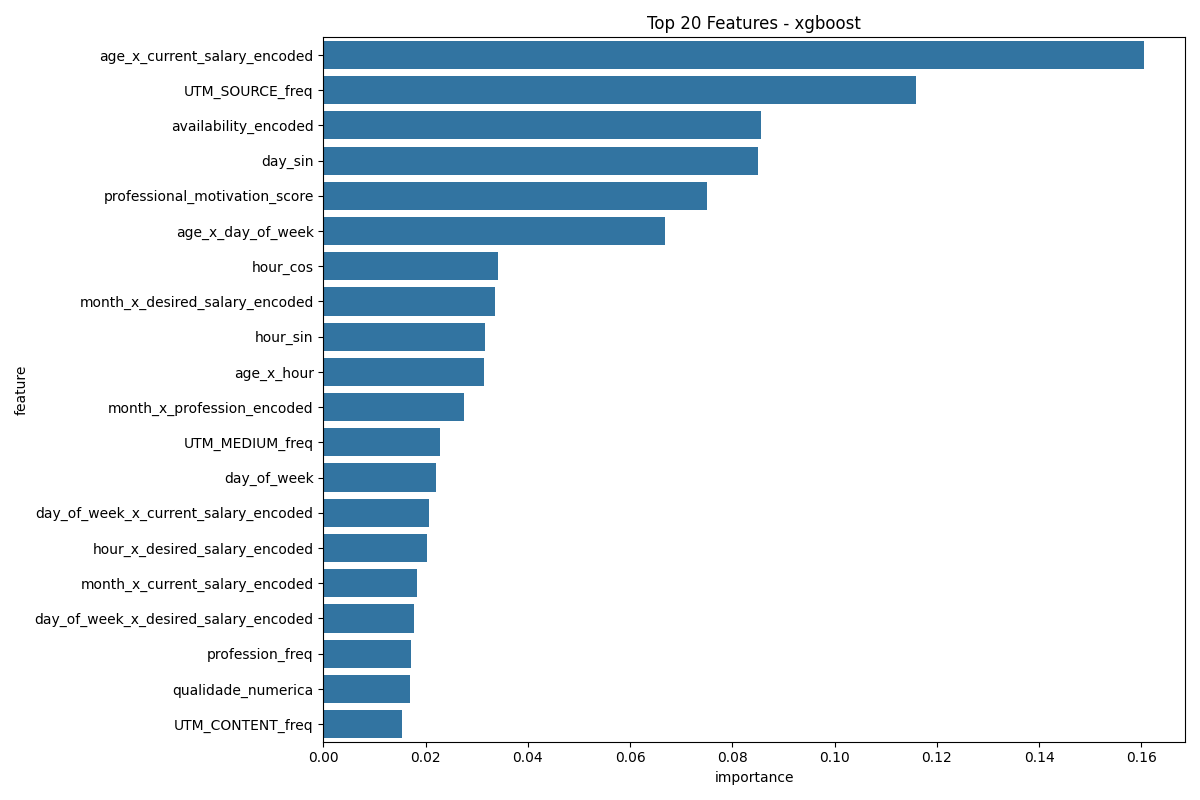 Top 20 Features - xgboost
feature
age_x_current_salary_encoded
UTM_SOURCE_freq
availability_encoded
day_sin
professional_motivation_score
age_x_day_of_week
hour_cos
month_x_desired_salary_encoded
hour_sin
age_x_hour
month_x_profession_encoded
UTM_MEDIUM_freq
day_of_week
day_of_week_x_current_salary_encoded
hour_x_desired_salary_encoded
month_x_current_salary_encoded
day_of_week_x_desired_salary_encoded
profession_freq
qualidade_numerica
UTM_CONTENT_freq
0.00 0.02 0.04 0.06 0.08 0.10 0.12 0.14 0.16
importance